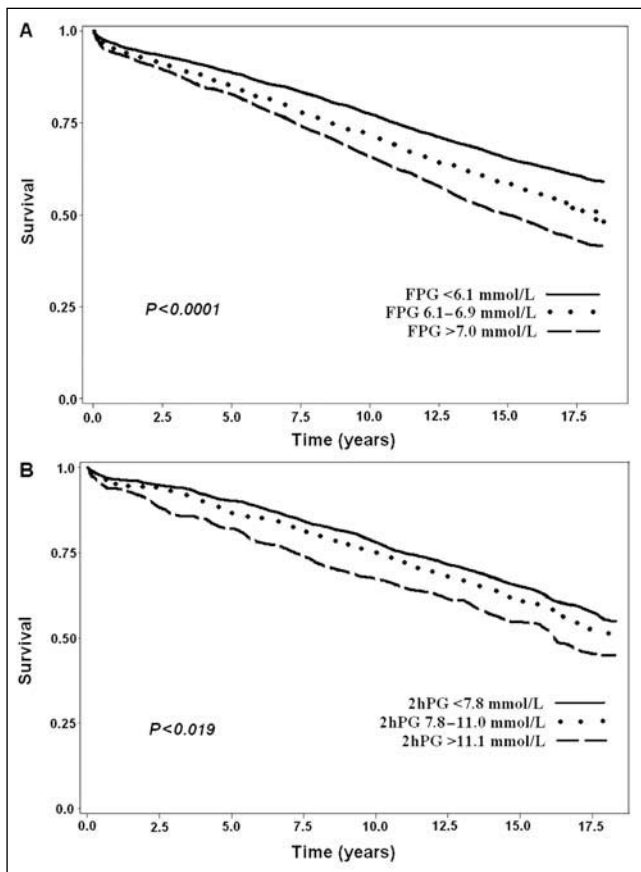 A
1.0
0.75
0.50
0.25
0.0
Survival
P<0.0001
FPG <6.1 mmol/L
FPG 6.1–6.9 mmol/L
FPG >7.0 mmol/L
0.0 2.5 5.0 7.5 10.0 12.5 15.0 17.5
Time (years)
B
1.0
0.75
0.50
0.25
0.0
Survival
P<0.019
2hPG <7.8 mmol/L
2hPG 7.8–11.0 mmol/L
2hPG >11.1 mmol/L
0.0 2.5 5.0 7.5 10.0 12.5 15.0 17.5
Time (years)